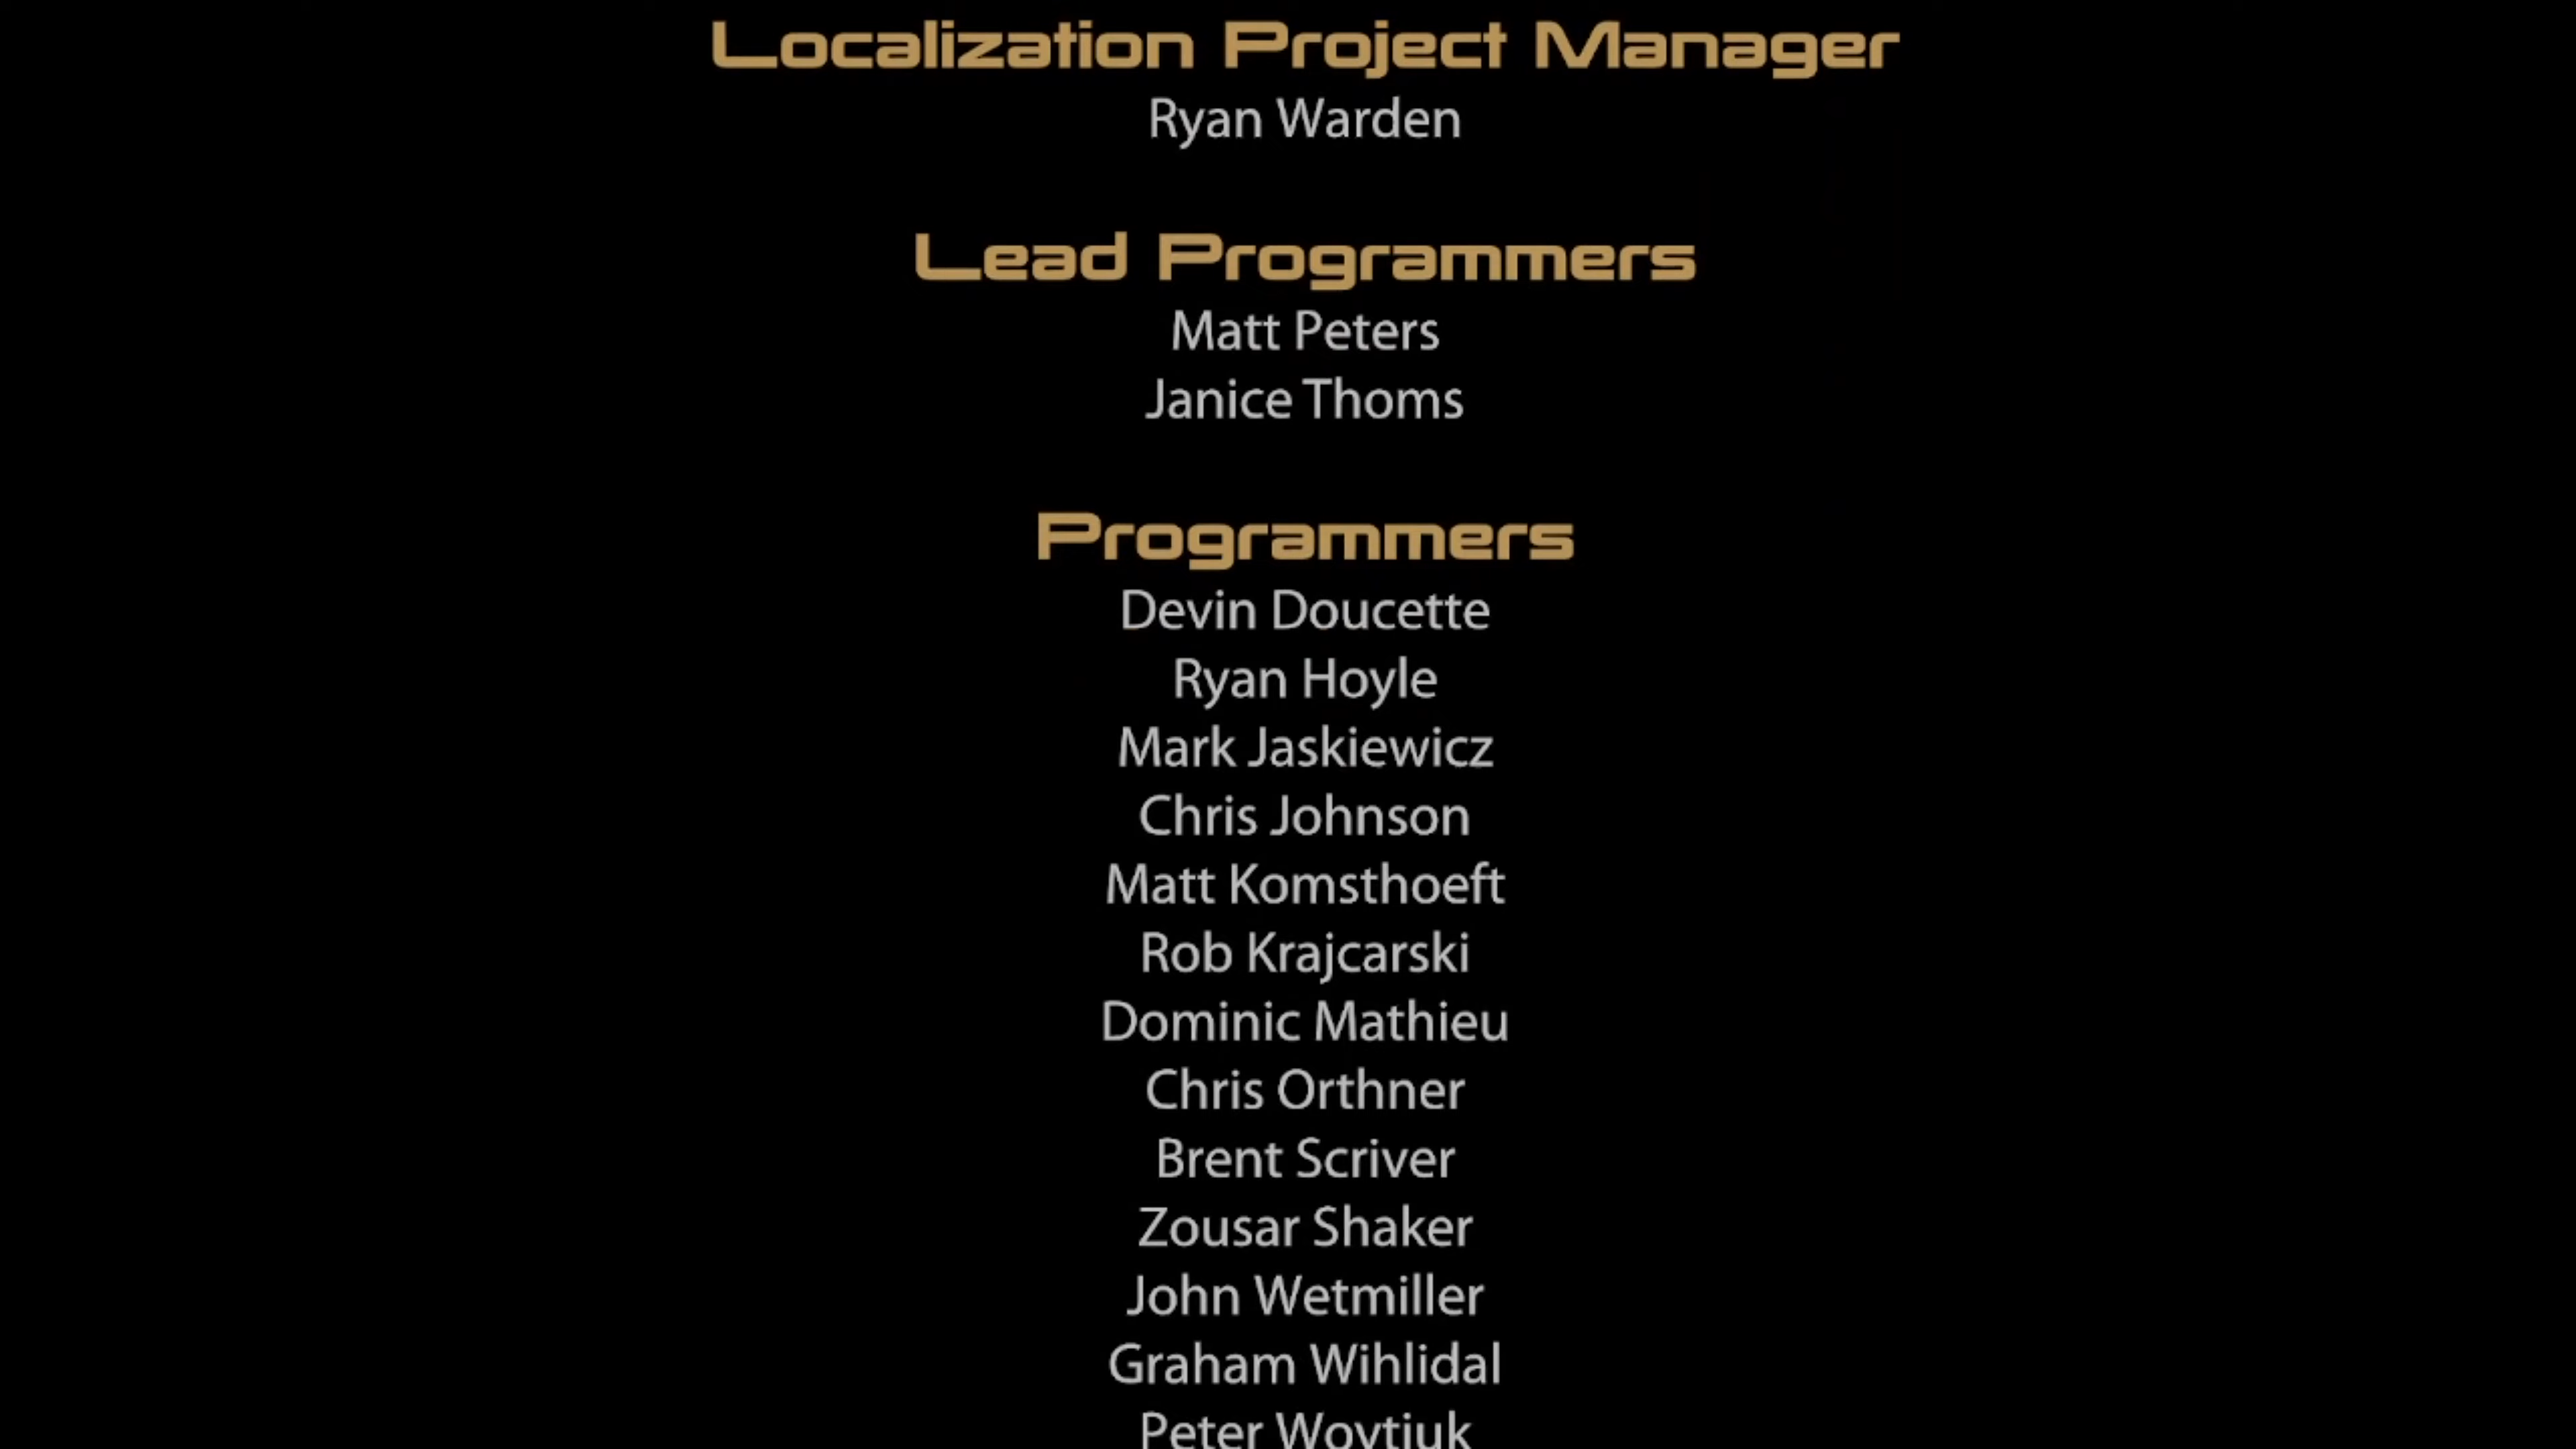 Localization Project Manager
Ryan Warden
Lead Programmers
Matt Peters
Janice Thoms
Programmers
Devin Doucette
Ryan Hoyle
Mark Jaskiewicz
Chris Johnson
Matt Komsthoeft
Rob Krajcarski
Dominic Mathieu
Chris Orthner
Brent Scriver
Zousar Shaker
John Wetmiller
Graham Wihlidal
Peter Woytiuk